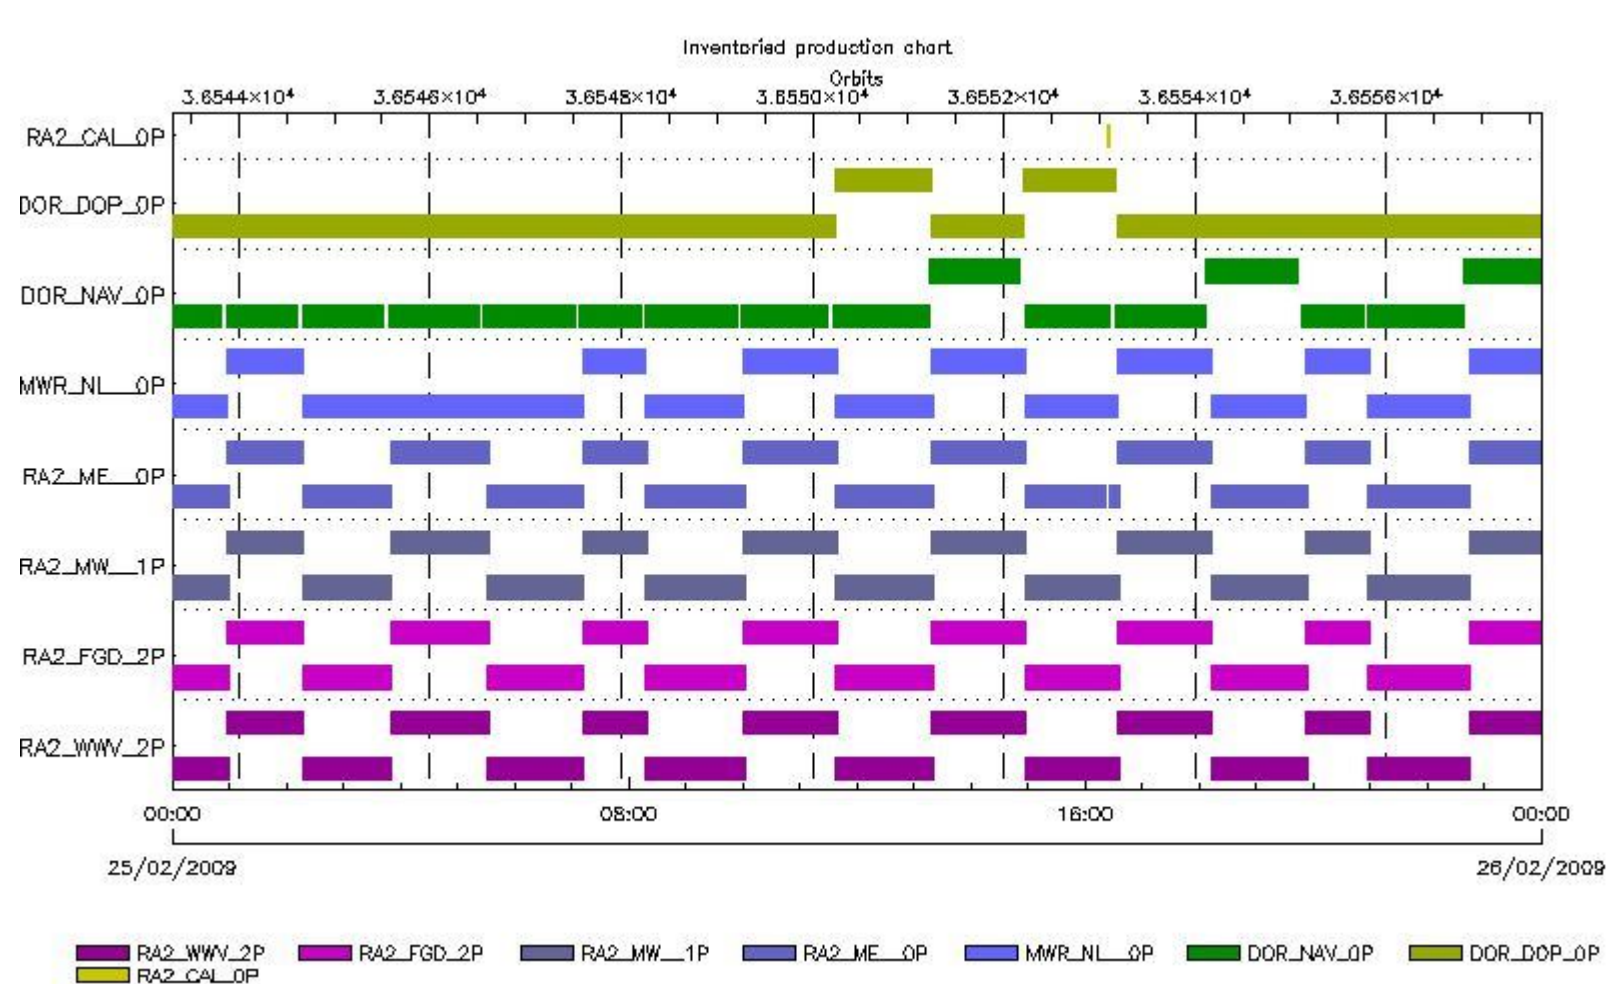 Inventoried production chart
Orbits
3.6544×10⁴ 3.6546×10⁴ 3.6548×10⁴ 3.6550×10⁴ 3.6552×10⁴ 3.6554×10⁴ 3.6556×10⁴
RA2_CAL_0P
DOR_DOP_0P
DOR_NAV_0P
MWR_NL__0P
RA2_ME__0P
RA2_MW__1P
RA2_FGD_2P
RA2_WWV_2P
00:00 08:00 16:00 00:00
25/02/2009 26/02/2009
RA2_WWV_2P RA2_FGD_2P RA2_MW__1P RA2_ME__0P MWR_NL__0P DOR_NAV_0P DOR_DOP_0P
RA2_CAL_0P